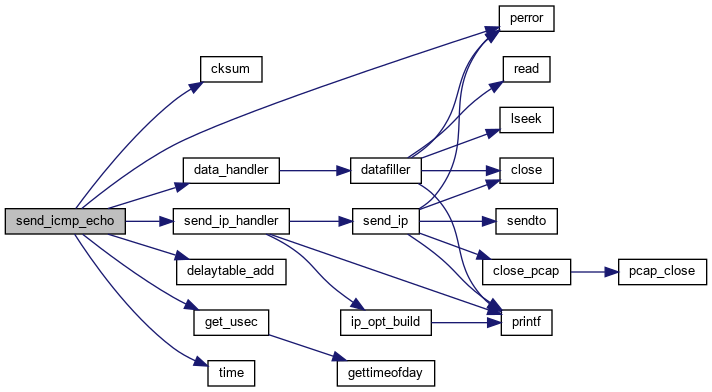 perror
cksum
read
lseek
data_handler
datafiller
close
send_icmp_echo
send_ip_handler
send_ip
sendto
delaytable_add
close_pcap
pcap_close
get_usec
ip_opt_build
printf
time
gettimeofday